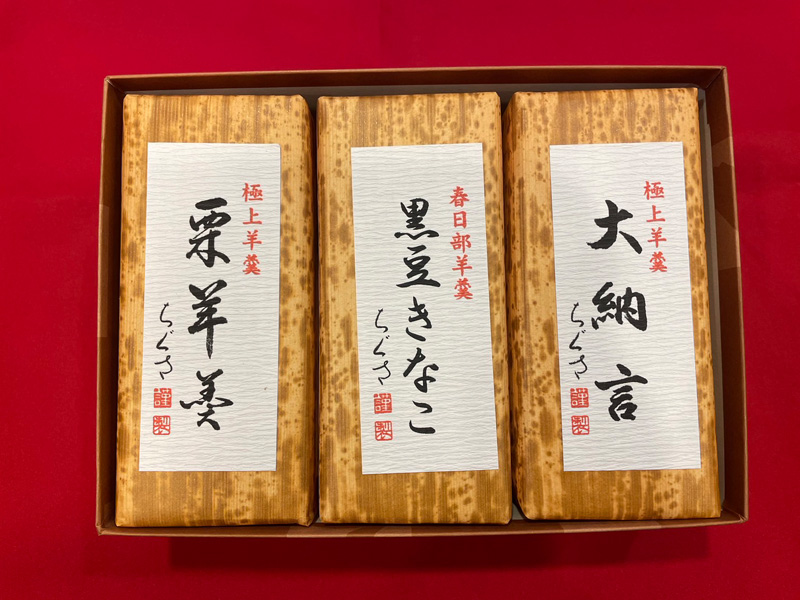 極上羊羹
栗羊羹
ちぐさ
謹製
春日部羊羹
黒豆きなこ
ちぐさ
謹製
極上羊羹
大納言
ちぐさ
謹製